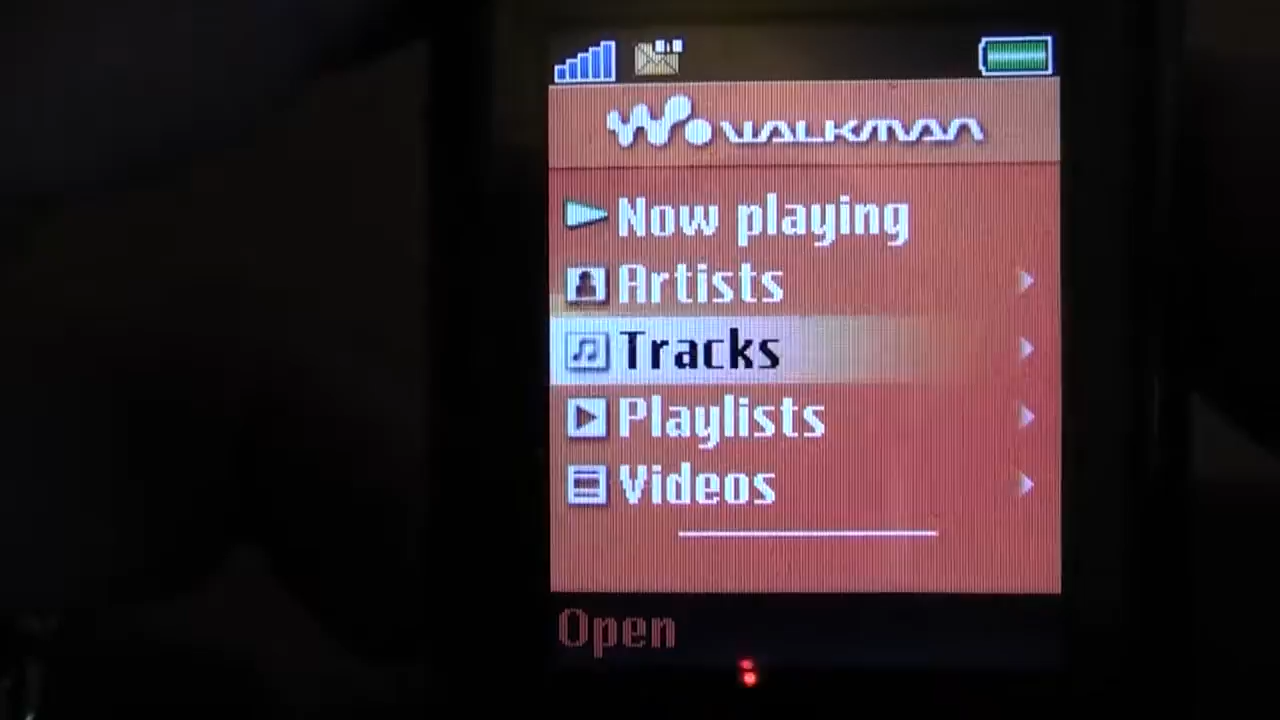 WALKMAN
Now playing
Artists
Tracks
Playlists
Videos
Open